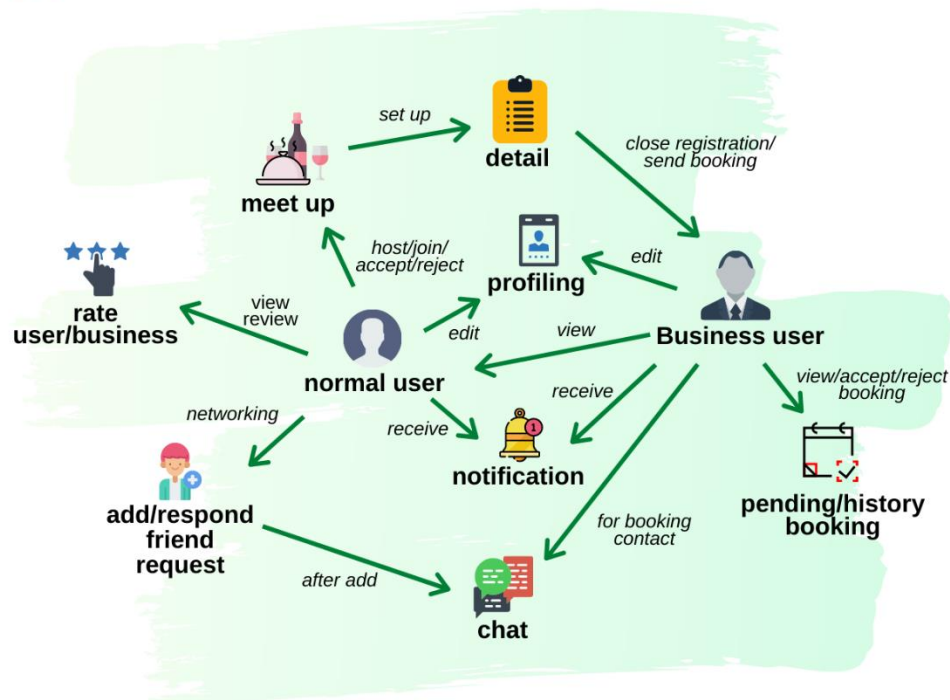 set up
detail
close registration/
send booking
meet up
host/join/
accept/reject
profiling
edit
rate
user/business
view
review
edit
view
Business user
normal user
view/accept/reject
booking
networking
receive
receive
1
notification
pending/history
booking
add/respond
friend
request
for booking
contact
after add
chat